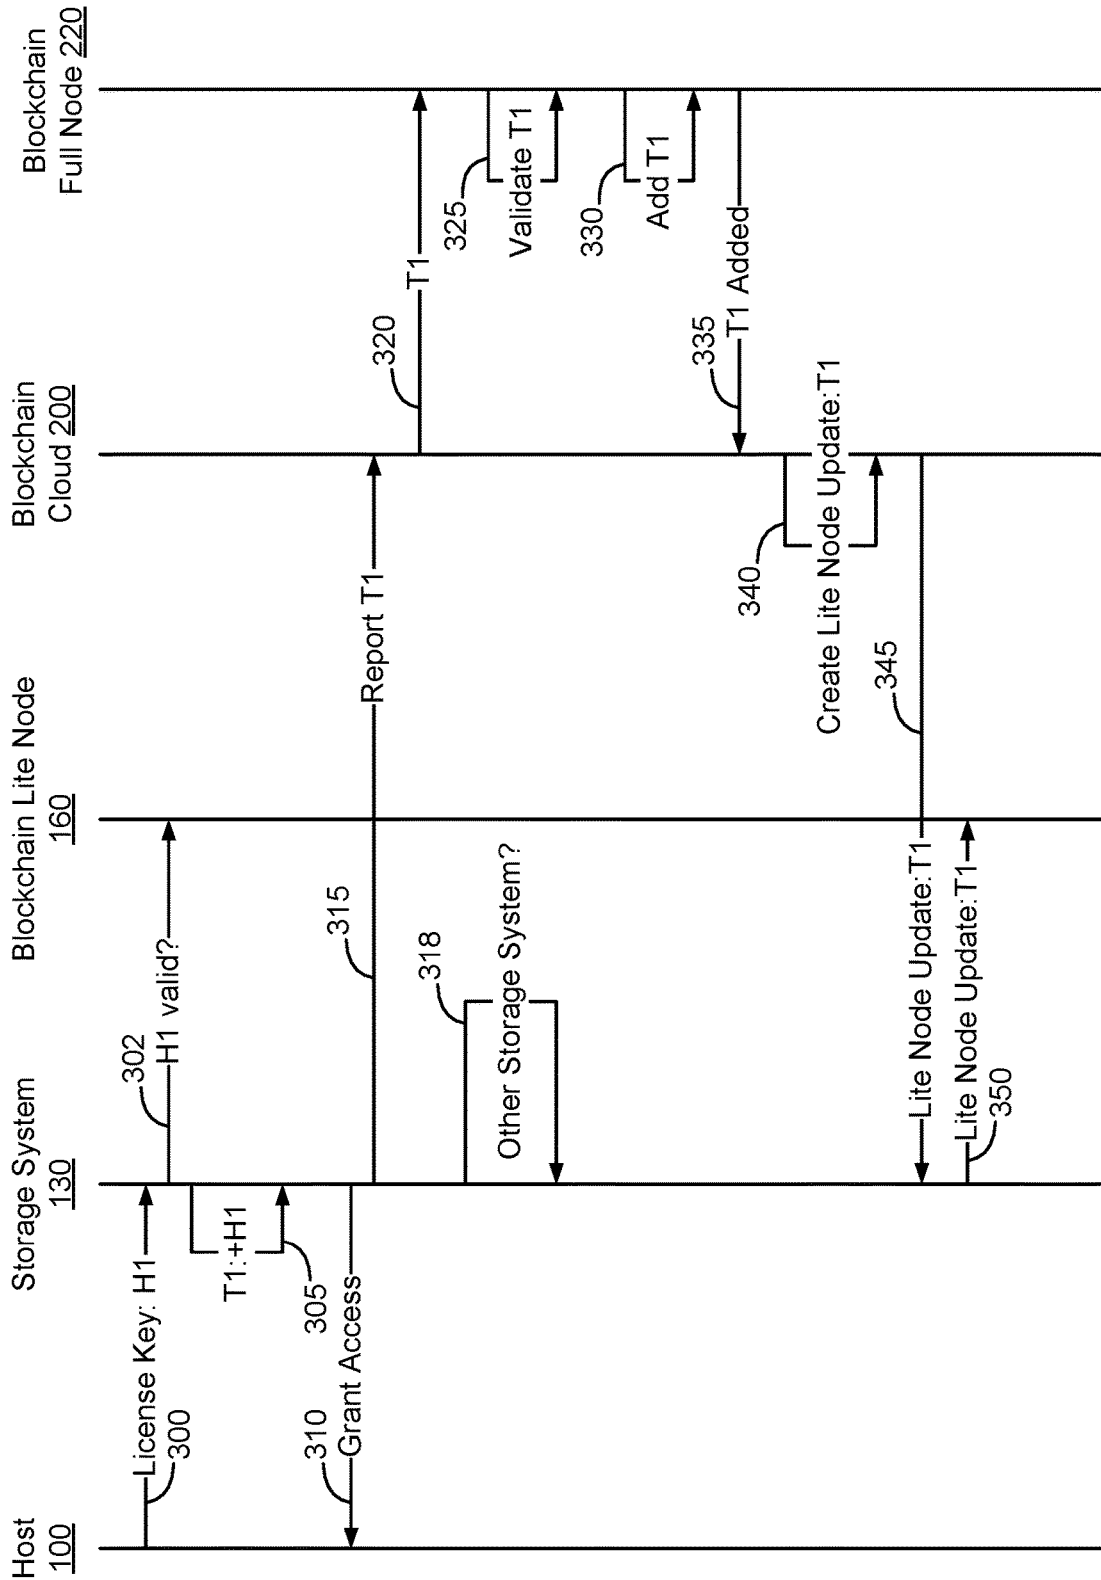 Host
100
Storage System
130
Blockchain Lite Node
160
Blockchain
Cloud 200
Blockchain
Full Node 220
License Key: H1
300
302
H1 valid?
T1:+H1
305
310
Grant Access
315
Report T1
320
T1
318
Other Storage System?
325
Validate T1
330
Add T1
335
T1 Added
340
Create Lite Node Update:T1
345
Lite Node Update:T1
Lite Node Update:T1
350